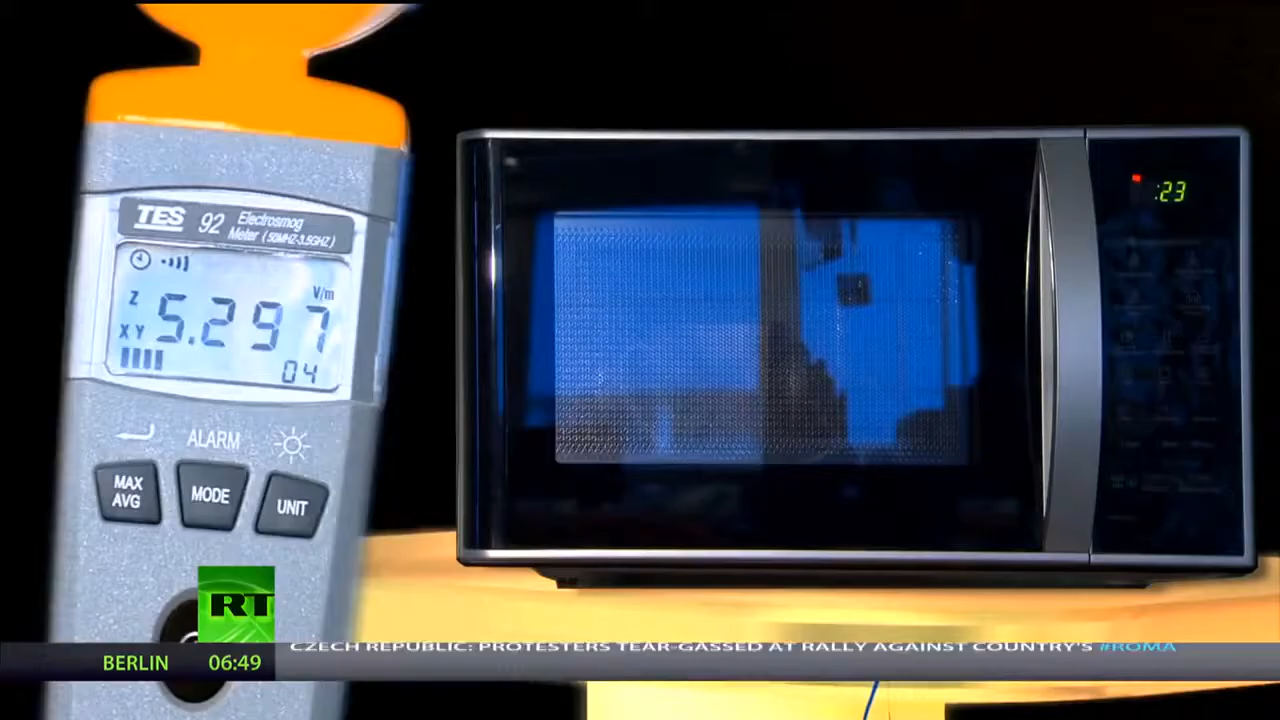 TES 92 Electrosmog
Meter (50MHZ-3.5GHZ)
V/m
Z
5.297
XY
04
ALARM
MAX
AVG
MODE
UNIT
:23
RT
CZECH REPUBLIC: PROTESTERS TEAR-GASSED AT RALLY AGAINST COUNTRY'S #ROMA
BERLIN 06:49